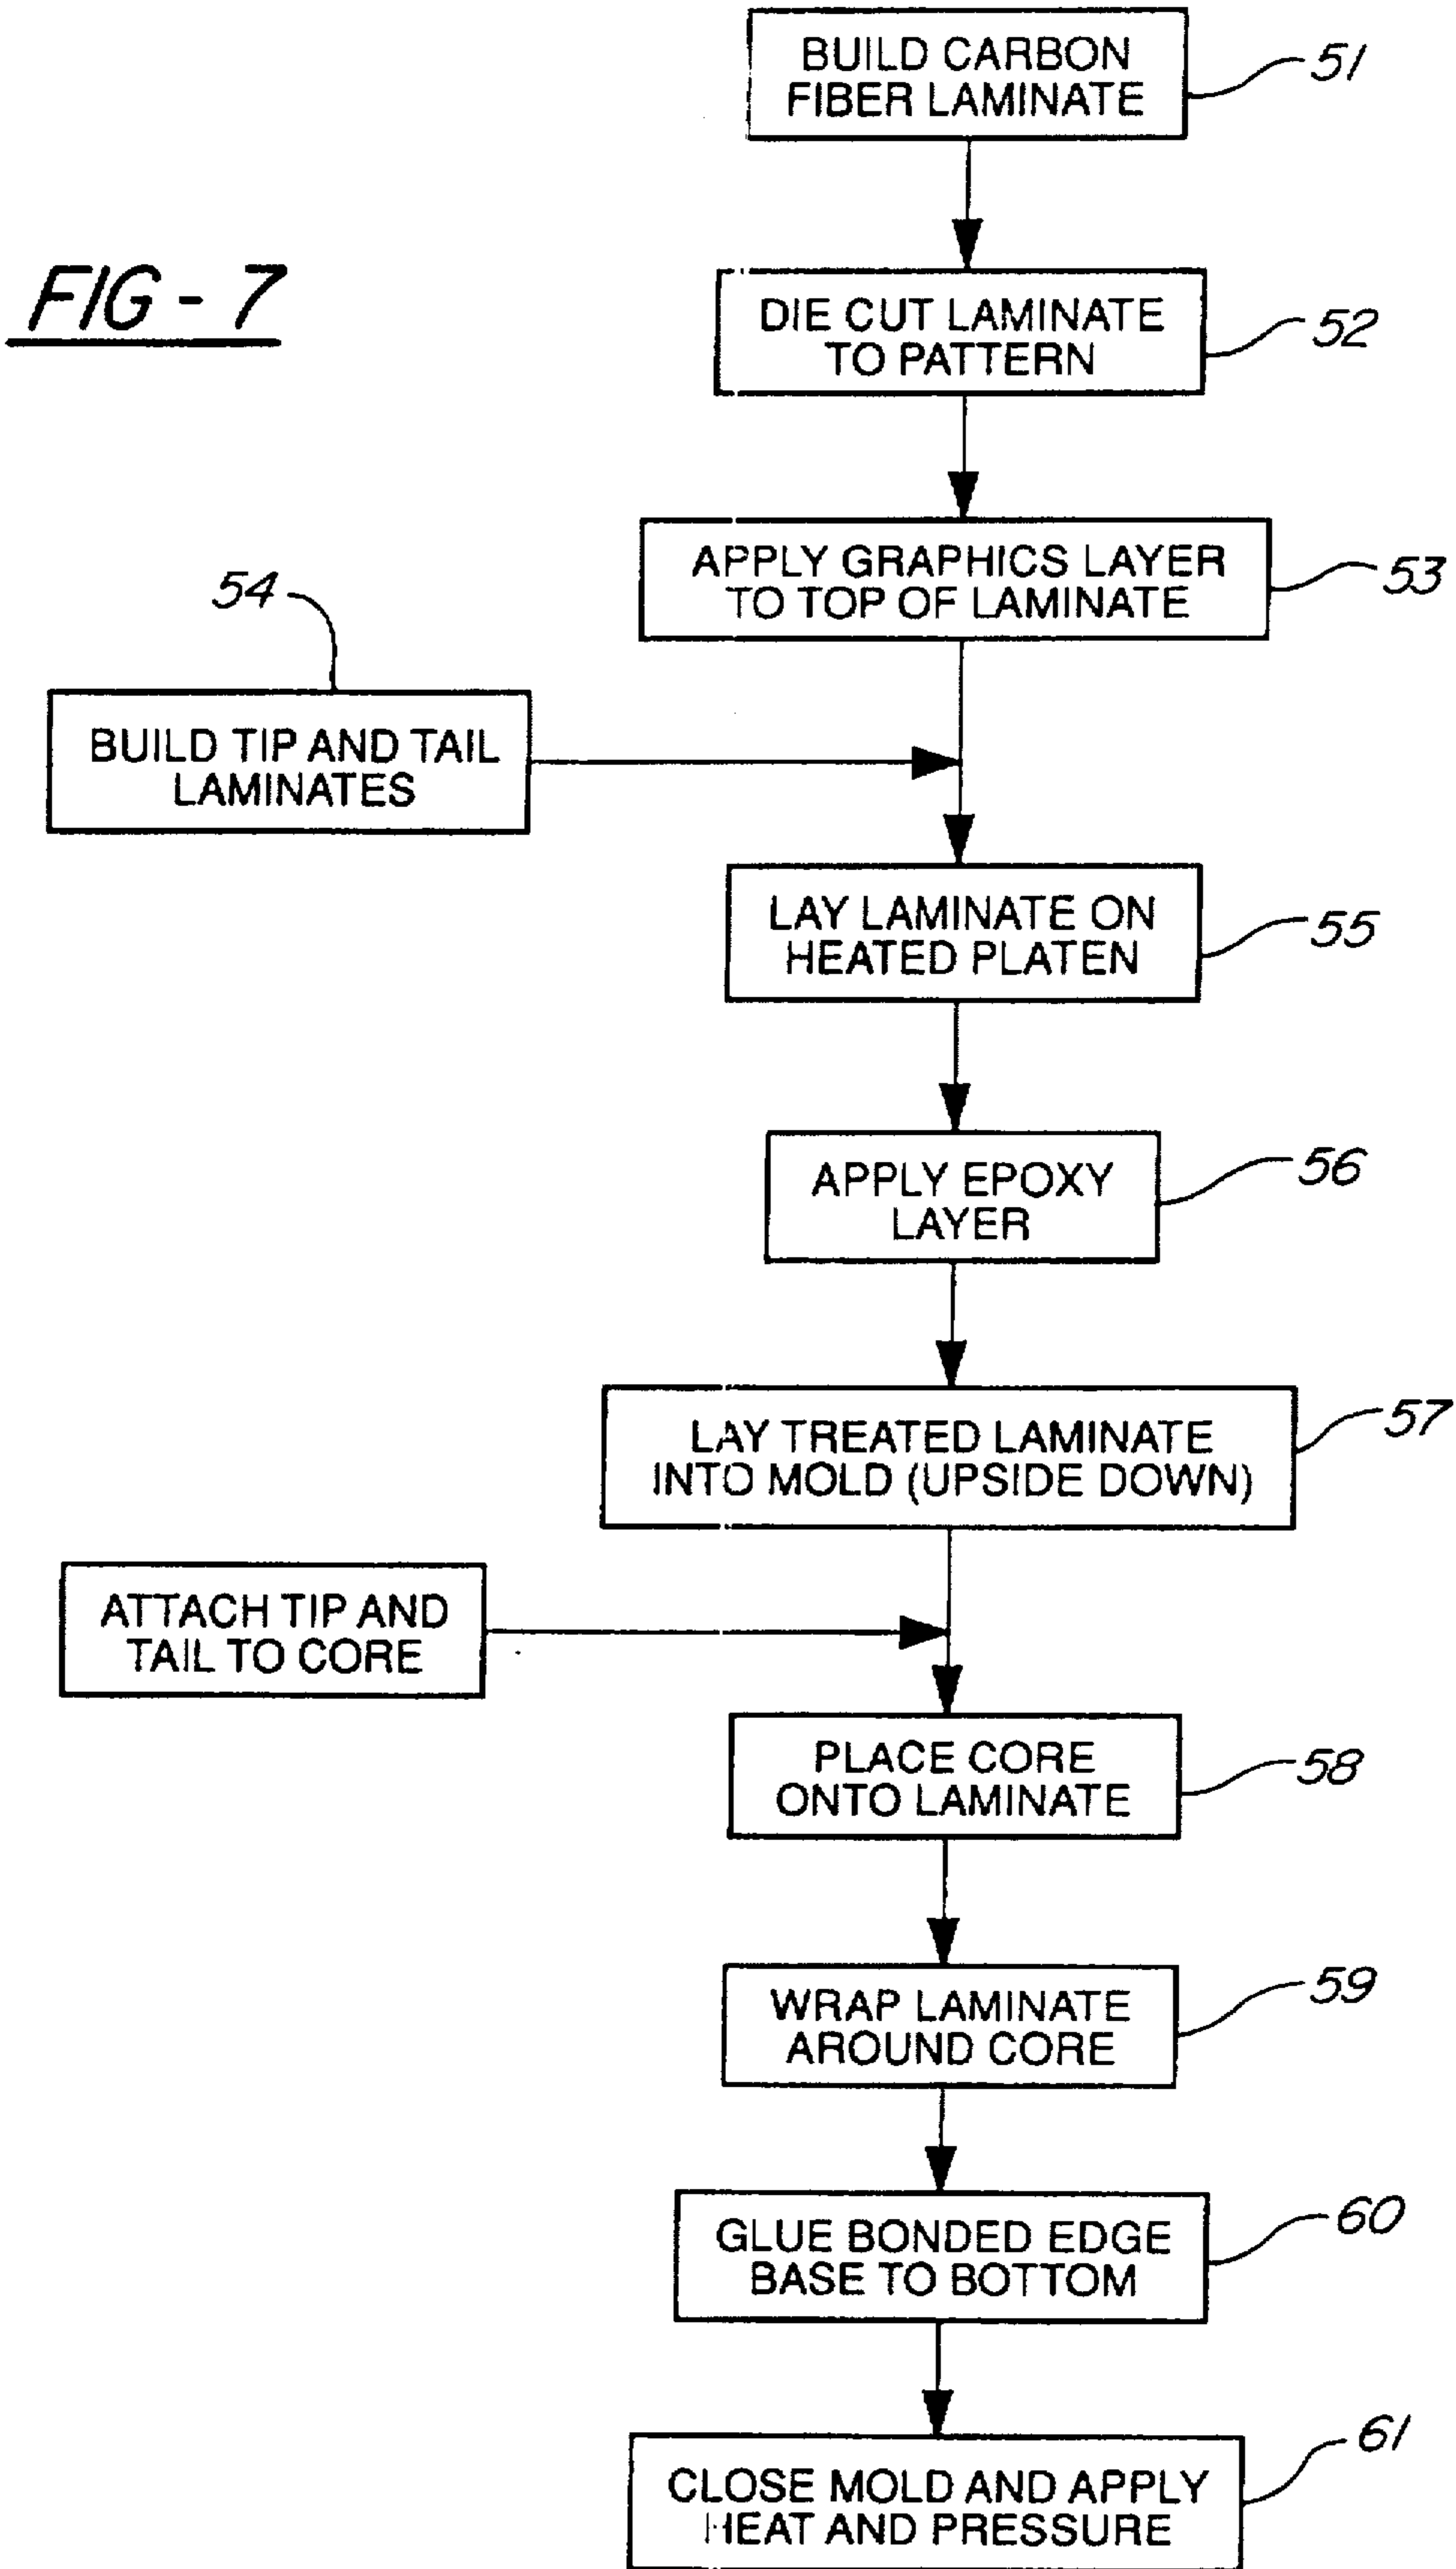 BUILD CARBON
FIBER LAMINATE
51
FIG - 7
DIE CUT LAMINATE
TO PATTERN
52
APPLY GRAPHICS LAYER
TO TOP OF LAMINATE
53
54
BUILD TIP AND TAIL
LAMINATES
LAY LAMINATE ON
HEATED PLATEN
55
APPLY EPOXY
LAYER
56
LAY TREATED LAMINATE
INTO MOLD (UPSIDE DOWN)
57
ATTACH TIP AND
TAIL TO CORE
PLACE CORE
ONTO LAMINATE
58
WRAP LAMINATE
AROUND CORE
59
GLUE BONDED EDGE
BASE TO BOTTOM
60
CLOSE MOLD AND APPLY
HEAT AND PRESSURE
61